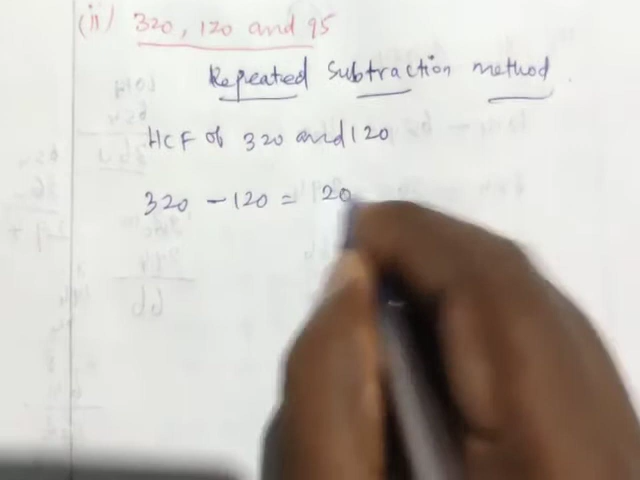 (ii) 320, 120 and 95
Repeated Subtraction method.
HCF of 320 and 120
320 - 120 = 20